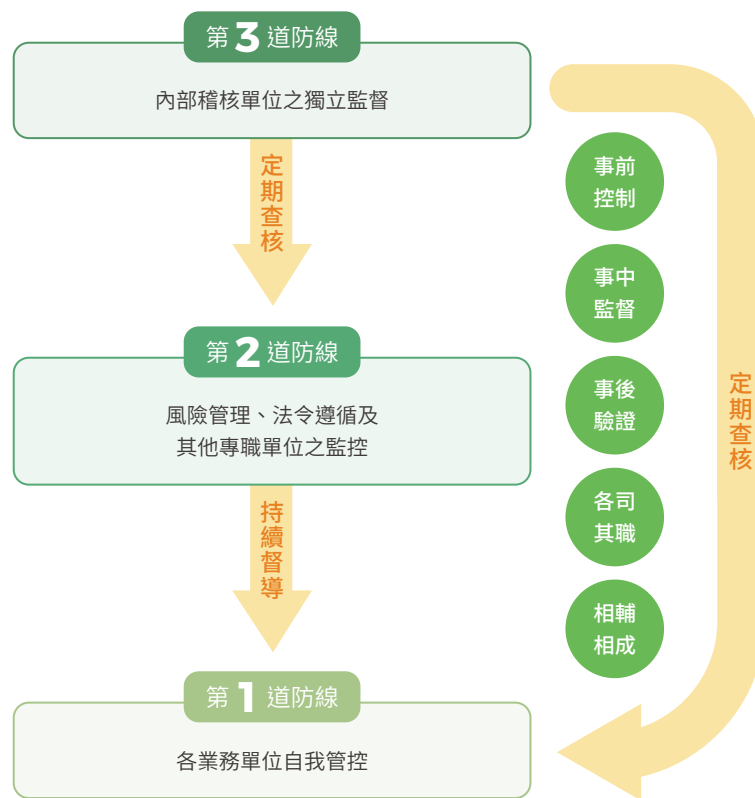 第3道防線
內部稽核單位之獨立監督
定期查核
第2道防線
風險管理、法令遵循及
其他專職單位之監控
持續督導
第1道防線
各業務單位自我管控
事前
控制
事中
監督
事後
驗證
各司
其職
相輔
相成
定期查核